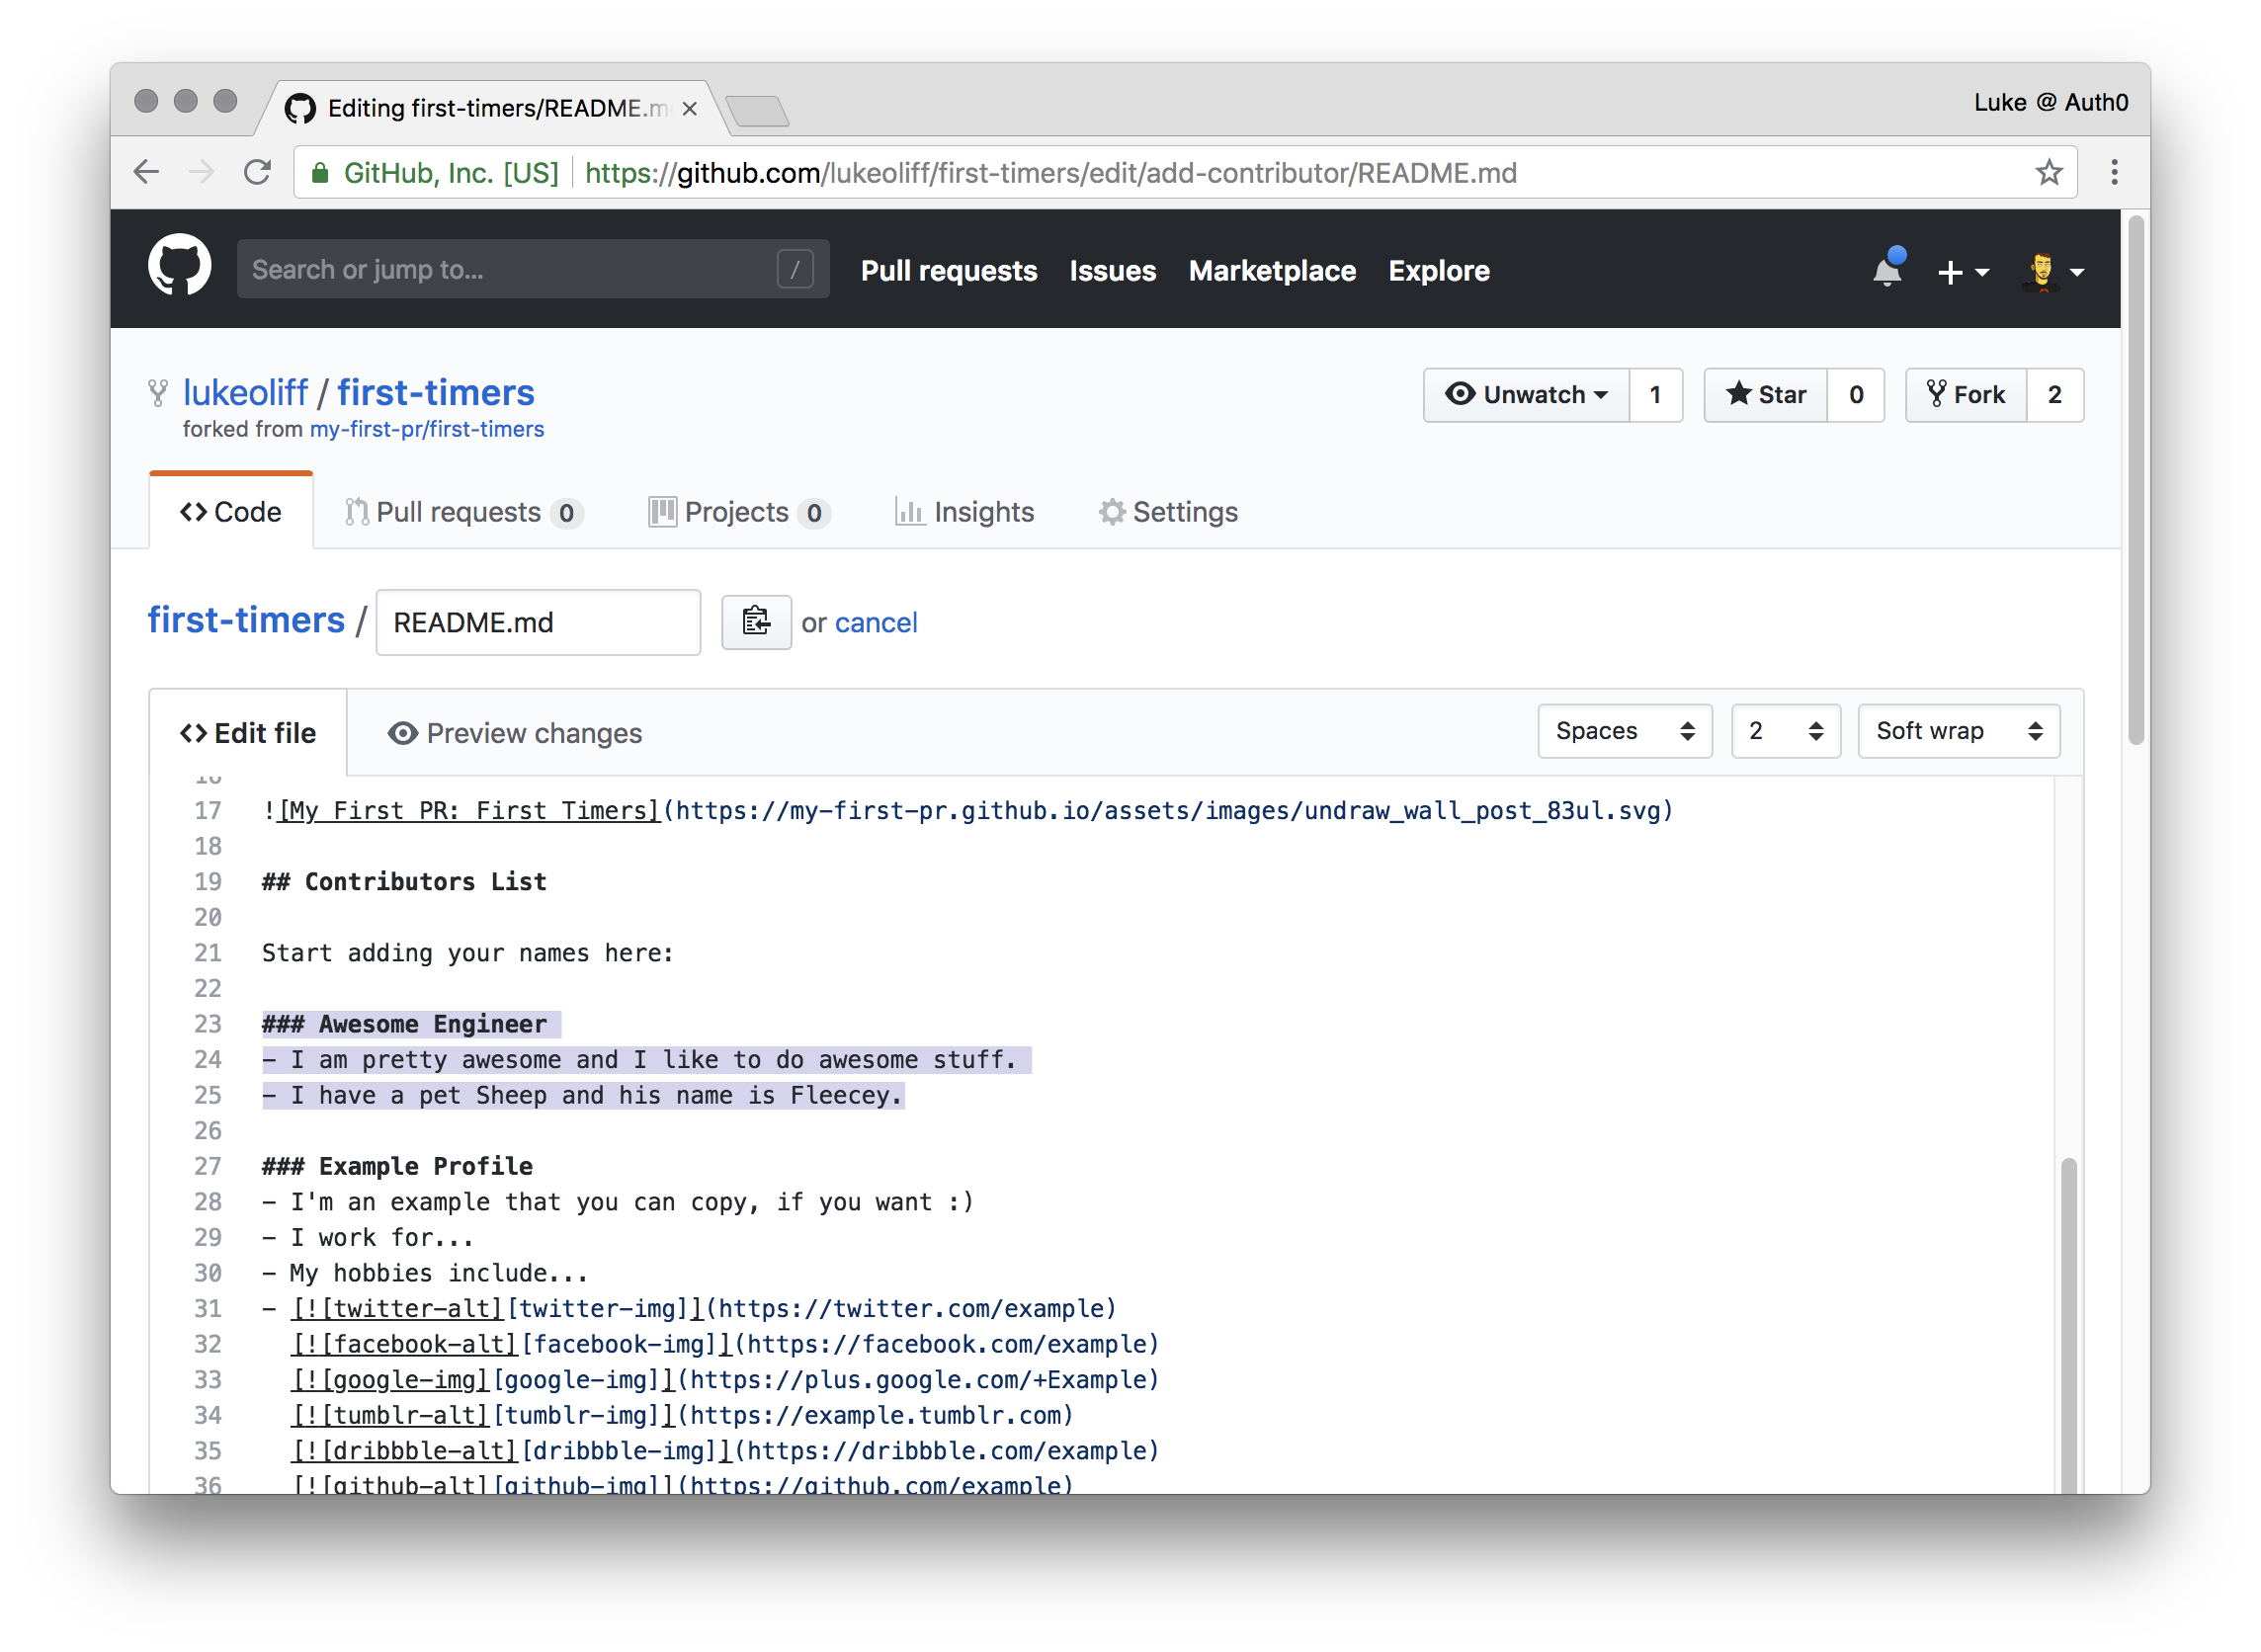 Editing first-timers/README.m
Luke @ Auth0
GitHub, Inc. [US] https://github.com/lukeoliff/first-timers/edit/add-contributor/README.md
Search or jump to... / Pull requests Issues Marketplace Explore
lukeoliff / first-timers Unwatch 1 Star 0 Fork 2
forked from my-first-pr/first-timers
Code Pull requests 0 Projects 0 Insights Settings
first-timers / README.md or cancel
Edit file Preview changes Spaces 2 Soft wrap
16
17 ![My First PR: First Timers](https://my-first-pr.github.io/assets/images/undraw_wall_post_83ul.svg)
18
19 ## Contributors List
20
21 Start adding your names here:
22
23 ### Awesome Engineer
24 - I am pretty awesome and I like to do awesome stuff.
25 - I have a pet Sheep and his name is Fleecey.
26
27 ### Example Profile
28 - I'm an example that you can copy, if you want :)
29 - I work for...
30 - My hobbies include...
31 - [![twitter-alt][twitter-img]](https://twitter.com/example)
32 [![facebook-alt][facebook-img]](https://facebook.com/example)
33 [![google-img][google-img]](https://plus.google.com/+Example)
34 [![tumblr-alt][tumblr-img]](https://example.tumblr.com)
35 [![dribbble-alt][dribbble-img]](https://dribbble.com/example)
36 [![github-alt][github-img]](https://github.com/example)